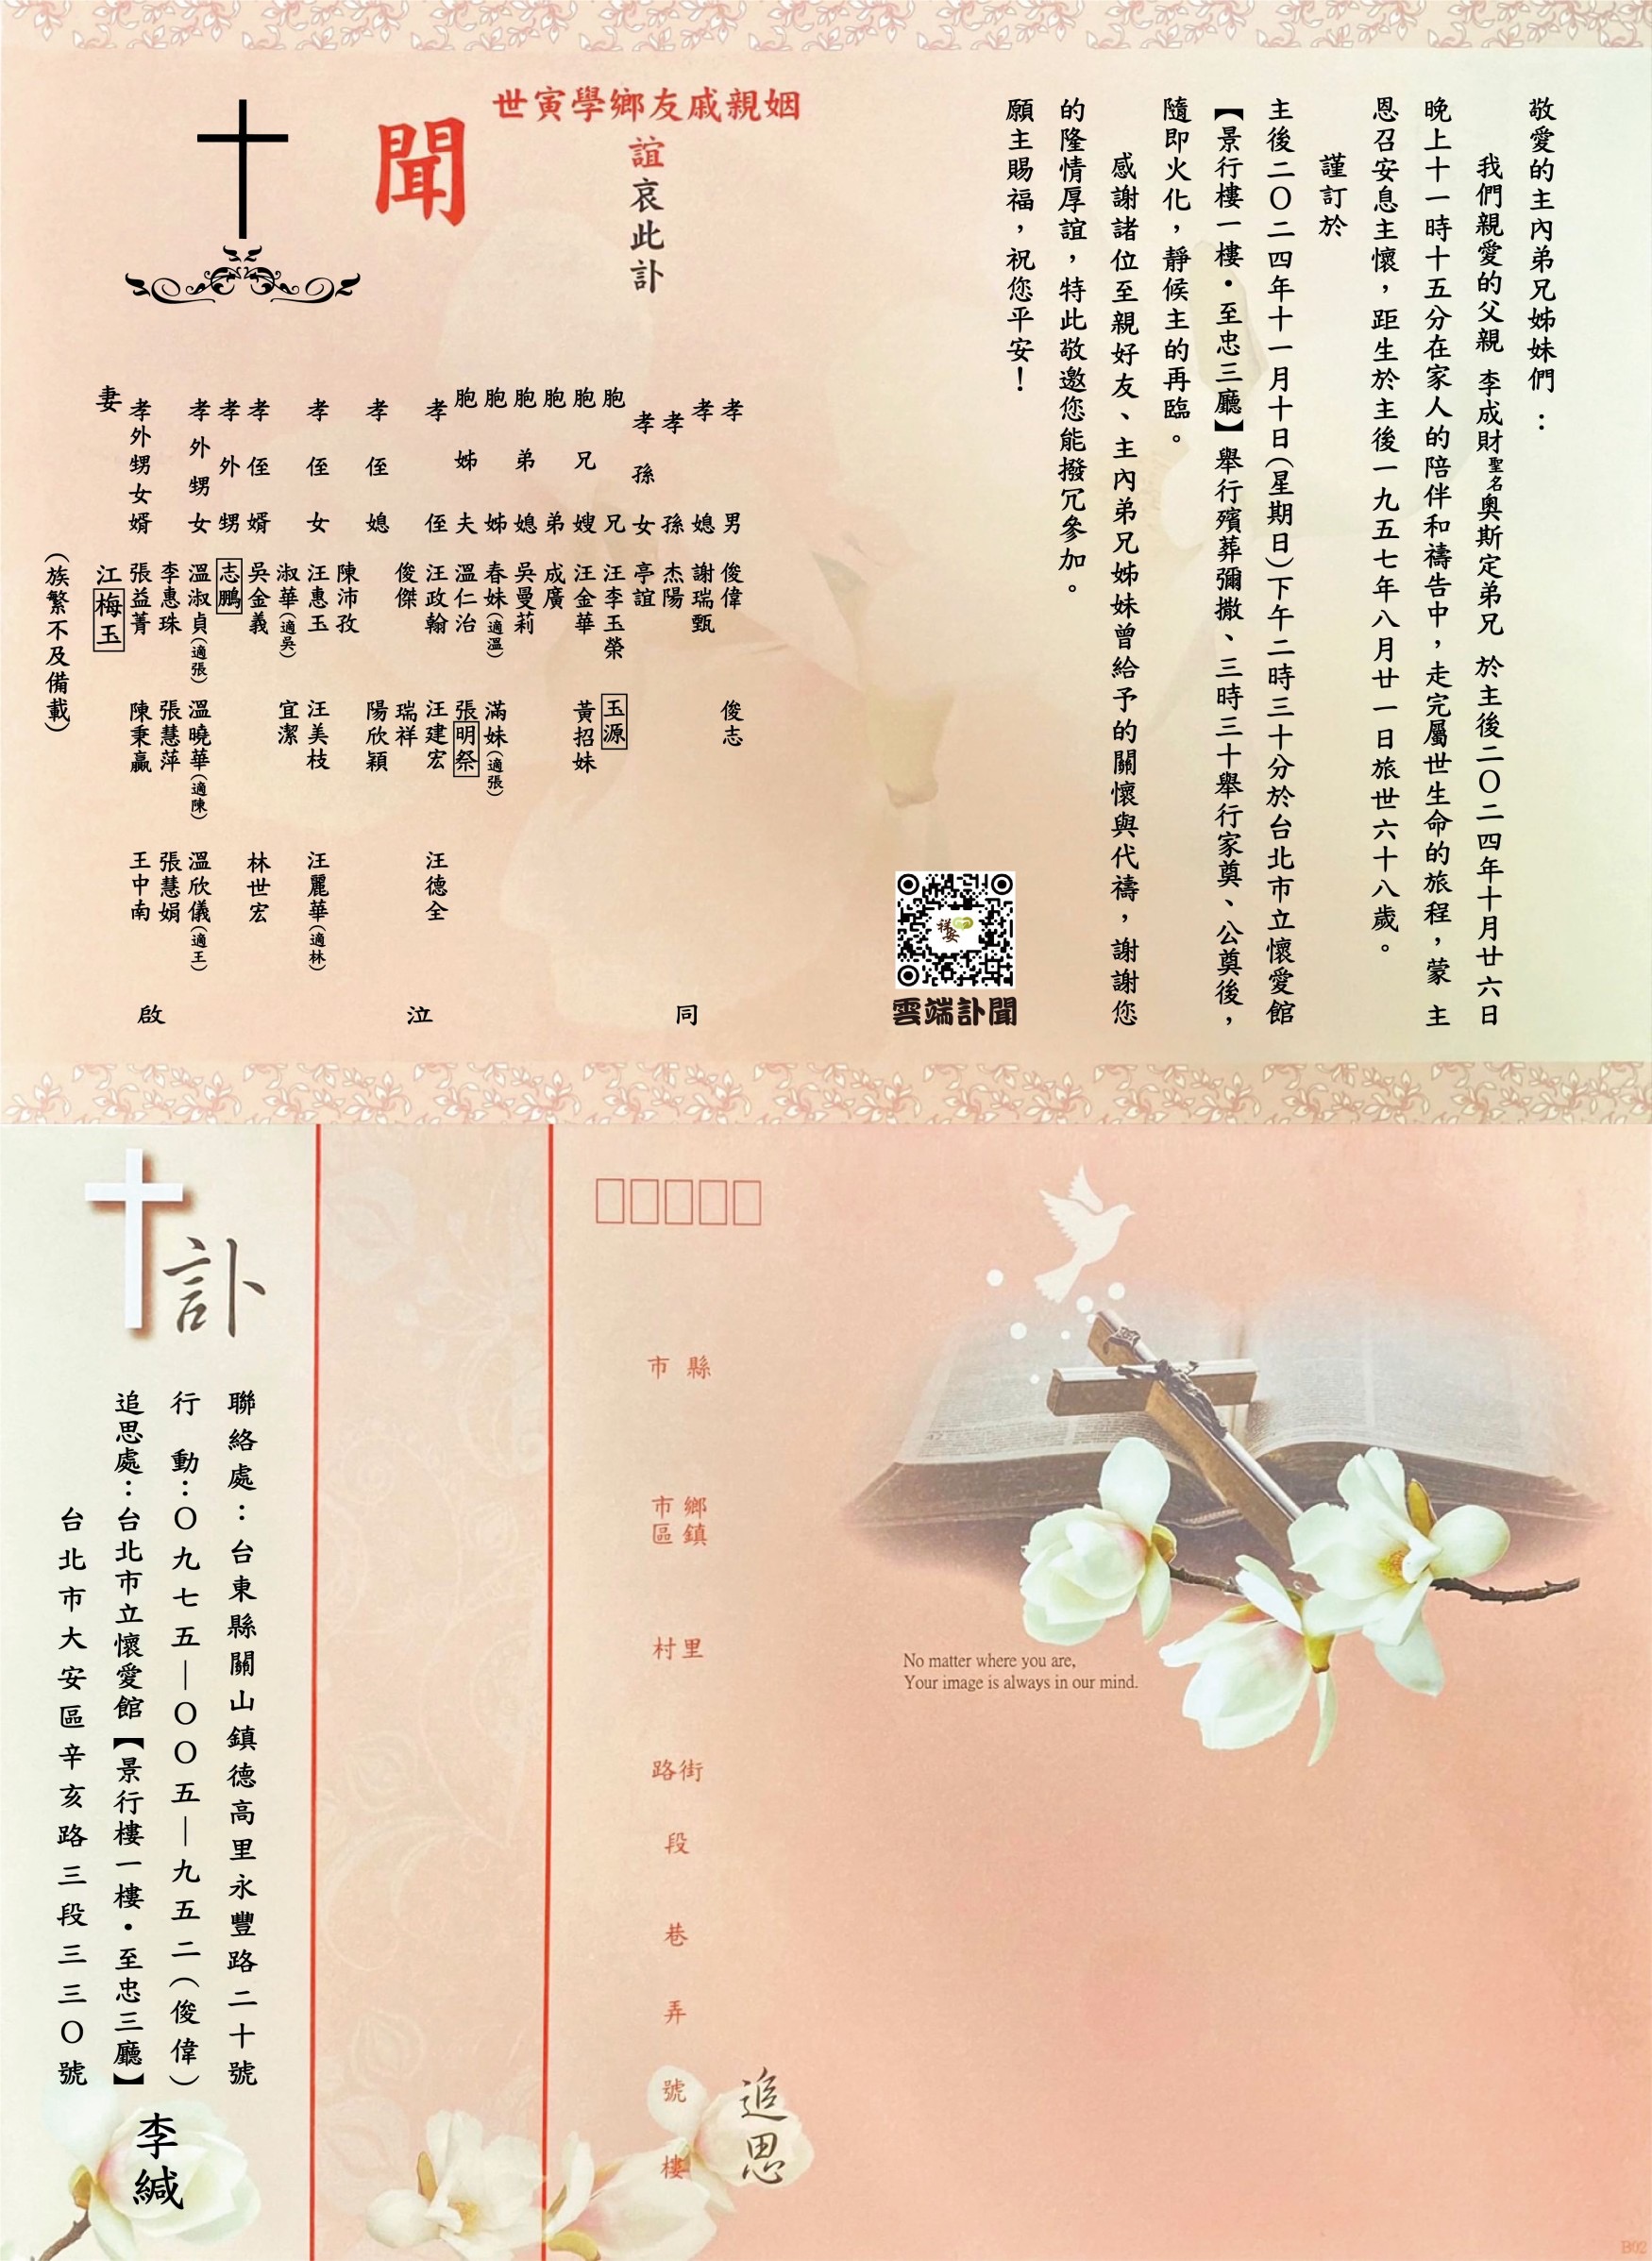 敬愛的主內弟兄姊妹們：
我們親愛的父親 李成財聖名奧斯定弟兄 於主後二〇二四年十月廿六日
晚上十一時十五分在家人的陪伴和禱告中，走完屬世生命的旅程，蒙 主
恩召安息主懷，距生於主後一九五七年八月廿一日旅世六十八歲。
謹訂於
主後二〇二四年十一月十日(星期日)下午二時三十分於台北市立懷愛館
【景行樓一樓・至忠三廳】舉行殯葬彌撒、三時三十舉行家奠、公奠後，
隨即火化，靜候主的再臨。
感謝諸位至親好友、主內弟兄姊妹曾給予的關懷與代禱，謝謝您
的隆情厚誼，特此敬邀您能撥冗參加。
願主賜福，祝您平安！
雲端訃聞
祥安
世寅學鄉友戚親姻
誼哀此訃
聞
孝男 俊偉 俊志
孝媳 謝瑞甄
孝孫 杰陽
孝孫女 亭誼
胞兄 汪李玉榮 玉源
胞兄嫂 汪金華 黃招妹
胞弟 成廣
胞弟媳 吳曼莉
胞姊 春妹(適溫) 滿妹(適張)
胞姊夫 溫仁治 張明祭
孝侄 汪政翰 汪建宏 汪德全
俊傑 瑞祥
孝侄媳 陽欣穎
陳沛孜
孝侄女 汪惠玉 汪美枝 汪麗華(適林)
淑華(適吳) 宜潔
孝侄婿 吳金義 林世宏
孝外甥 志鵬
孝外甥女 溫淑貞(適張) 溫曉華(適陳) 溫欣儀(適王)
李惠珠 張慧萍 張慧娟
孝外甥女婿 張益菁 陳秉贏 王中南
妻 江梅玉
(族繁不及備載)
同 泣 啟
訃
聯絡處：台東縣關山鎮德高里永豐路二十號
行 動：〇九七五—〇〇五—九五二(俊偉)
追思處：台北市立懷愛館【景行樓一樓・至忠三廳】
台北市大安區辛亥路三段三三〇號
李緘
縣市
鄉鎮市區
里村
街路
段
巷
弄
號
樓
追思
No matter where you are,
Your image is always in our mind.
B02